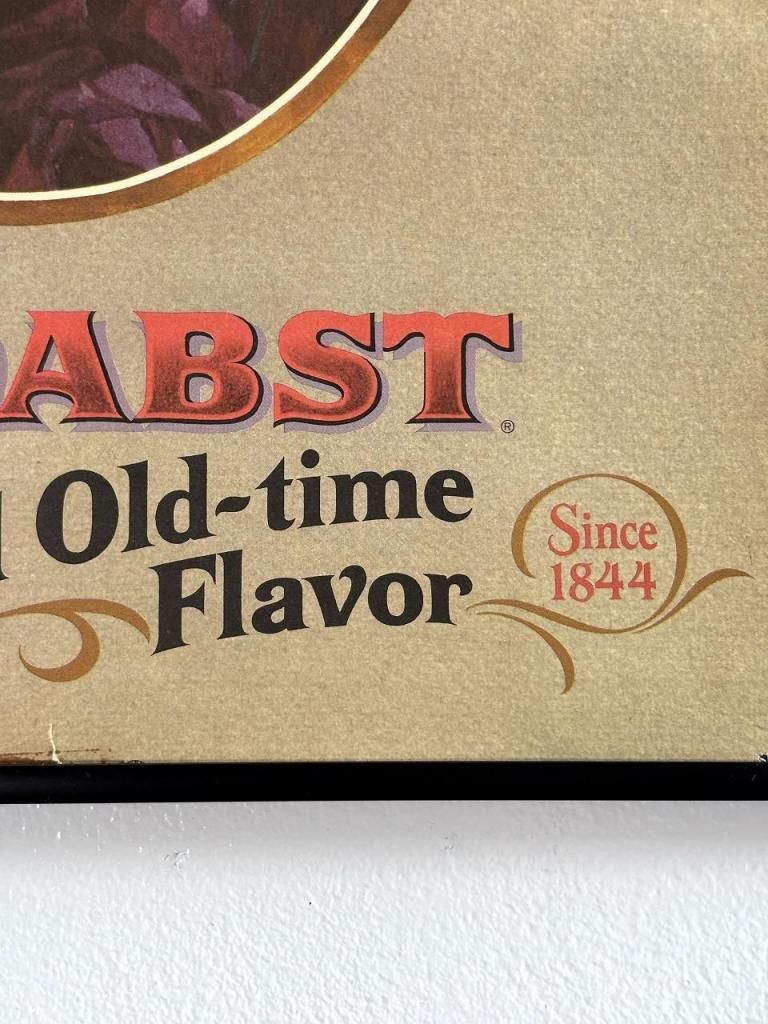 ABST®
Old-time
Flavor
Since
1844